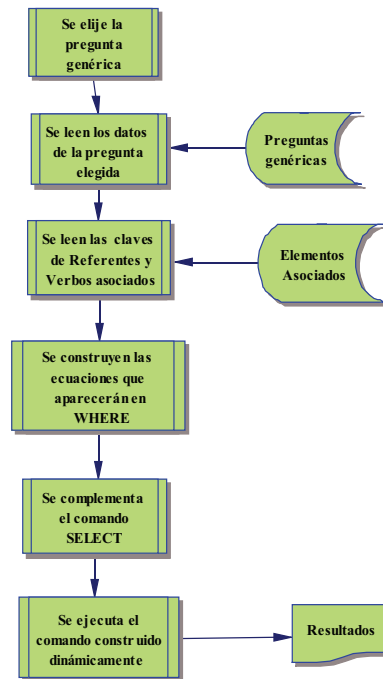 Se elije la
pregunta
genérica
Se leen los datos
de la pregunta
elegida
Preguntas
genéricas
Se leen las claves
de Referentes y
Verbos asociados
Elementos
Asociados
Se construyen las
ecuaciones que
aparecerán en
WHERE
Se complementa
el comando
SELECT
Se ejecuta el
comando construido
dinámicamente
Resultados